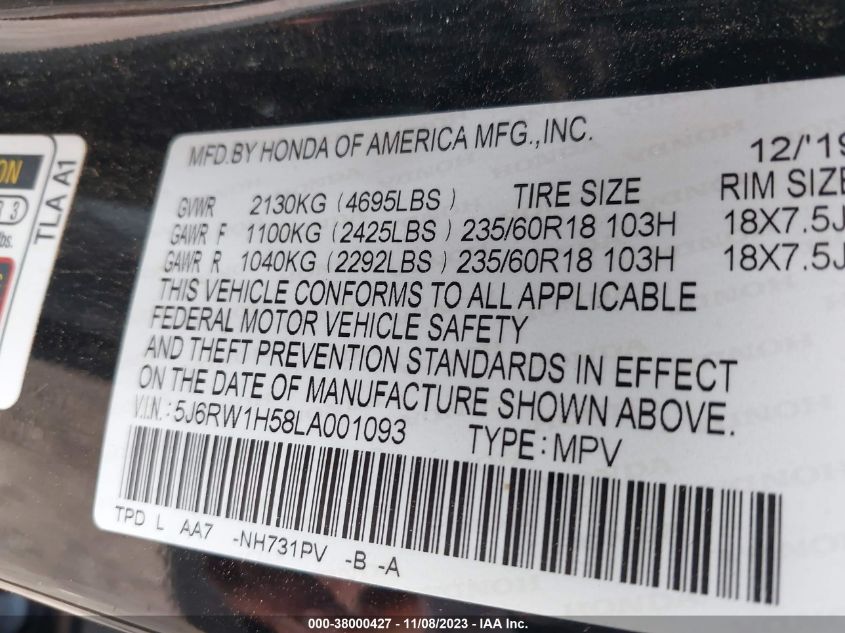 MFD.BY HONDA OF AMERICA MFG.,INC. 12/'19
GVWR 2130KG (4695LBS) TIRE SIZE RIM SIZE
GAWR F 1100KG (2425LBS) 235/60R18 103H 18X7.5J
GAWR R 1040KG (2292LBS) 235/60R18 103H 18X7.5J
THIS VEHICLE CONFORMS TO ALL APPLICABLE
FEDERAL MOTOR VEHICLE SAFETY
AND THEFT PREVENTION STANDARDS IN EFFECT
ON THE DATE OF MANUFACTURE SHOWN ABOVE.
V.I.N.: 5J6RW1H58LA001093 TYPE:MPV
TPD L AA7 -NH731PV -B -A
TLA A1
3
lbs.
000-38000427 - 11/08/2023 - IAA Inc.